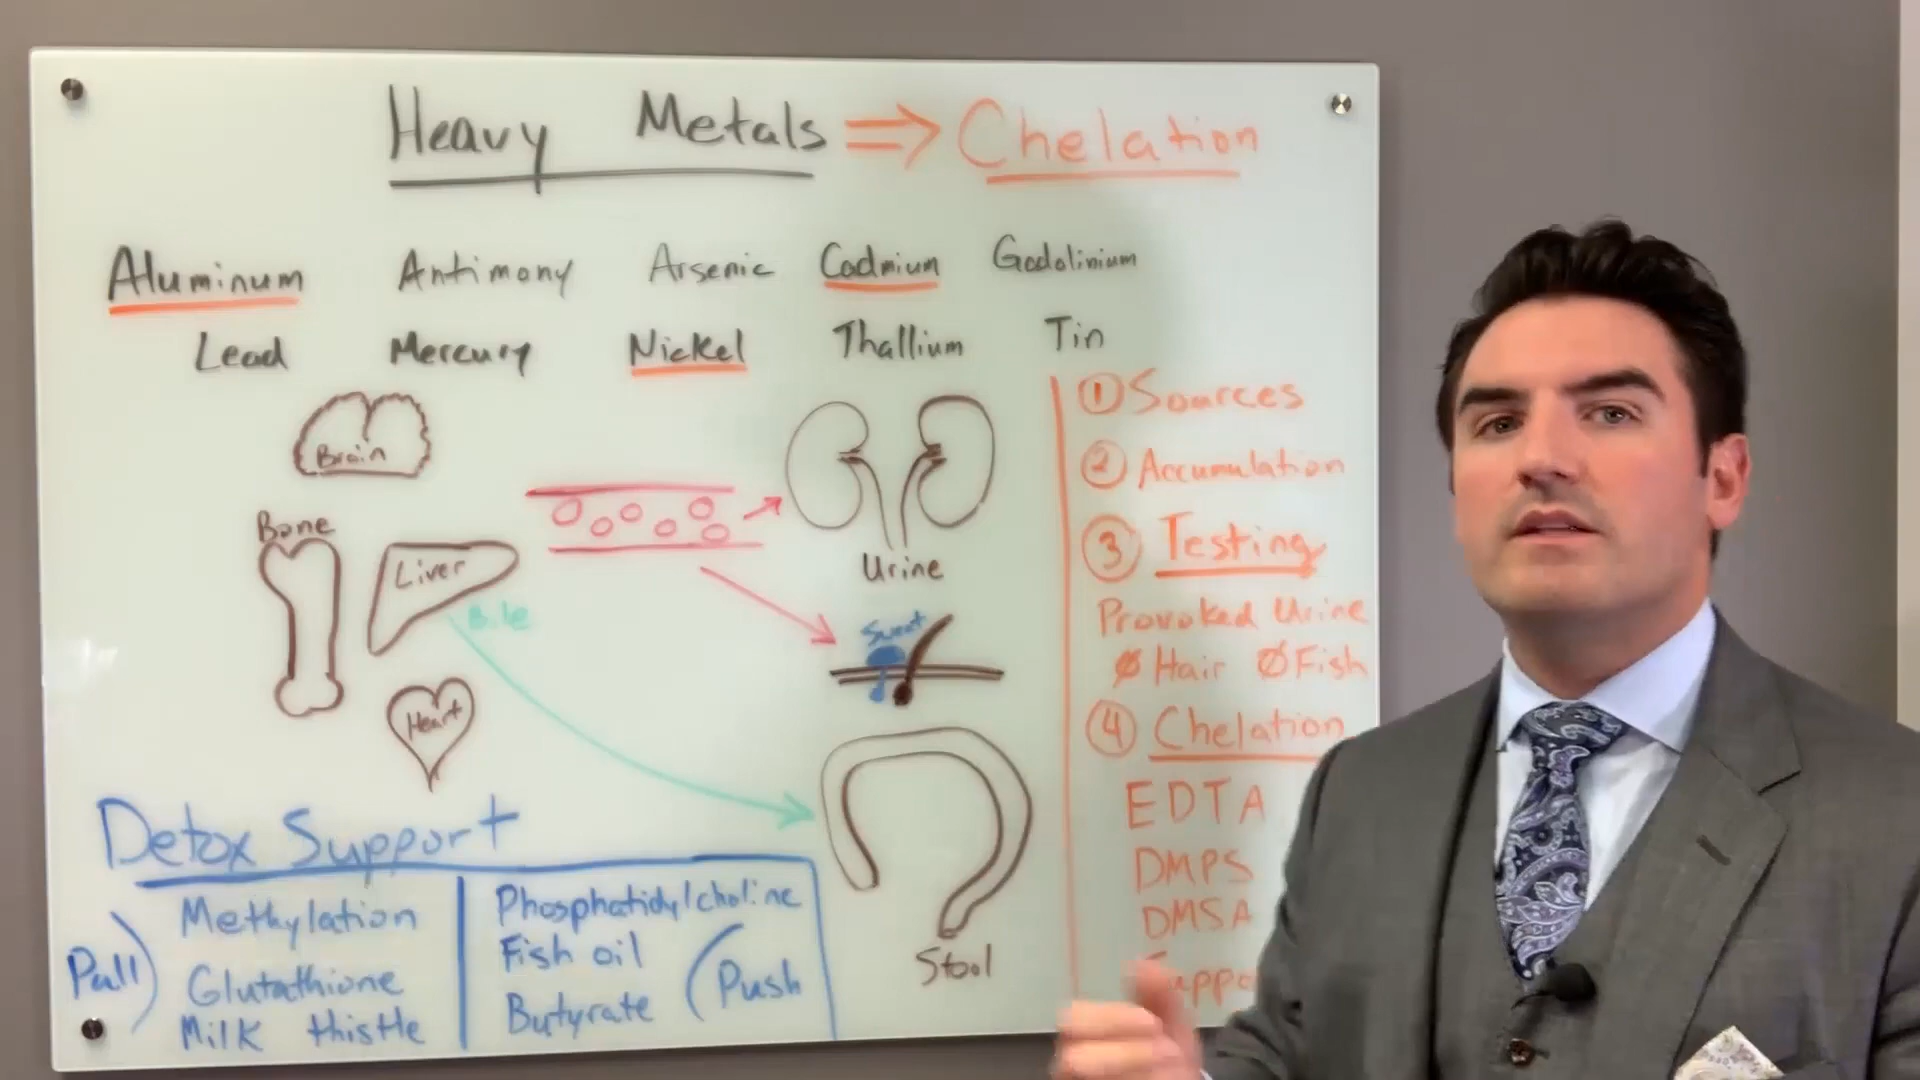 Heavy Metals ⇒ Chelation
Aluminum Antimony Arsenic Cadmium Gadolinium
Lead Mercury Nickel Thallium Tin
Brain
Bone
Liver
Bile
Heart
Urine
Sweat
Stool
① Sources
② Accumulation
③ Testing
Provoked Urine
Ø Hair Ø Fish
④ Chelation
EDTA
DMPS
DMSA
Detox Support
Pull)
Methylation
Glutathione
Milk thistle
Phosphatidylcholine
Fish oil
Butyrate
(Push